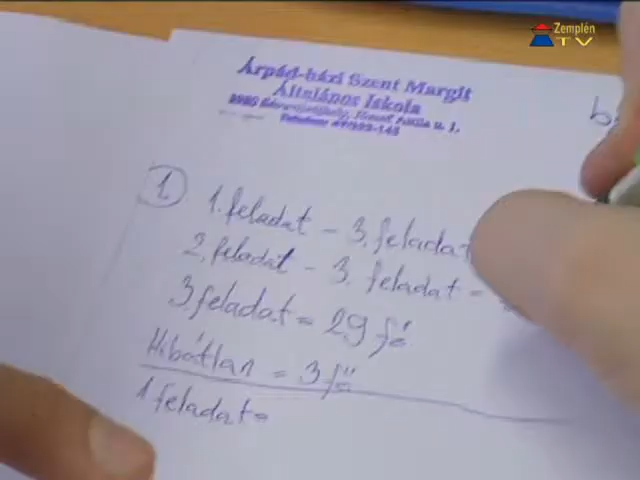 Zemplén
TV
Árpád-házi Szent Margit
Általános Iskola
b
1
1. feladat - 3. feladat
2. feladat - 3. feladat =
3 feladat = 29 fő
Hibátlan = 3 fő
1 feladat =